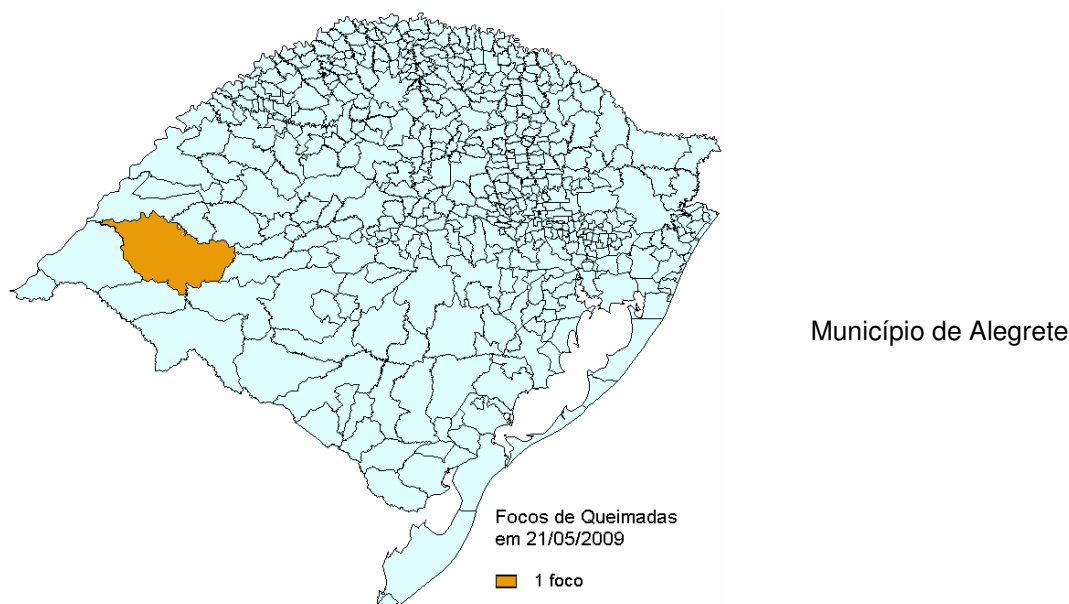 Município de Alegrete
Focos de Queimadas
em 21/05/2009
1 foco